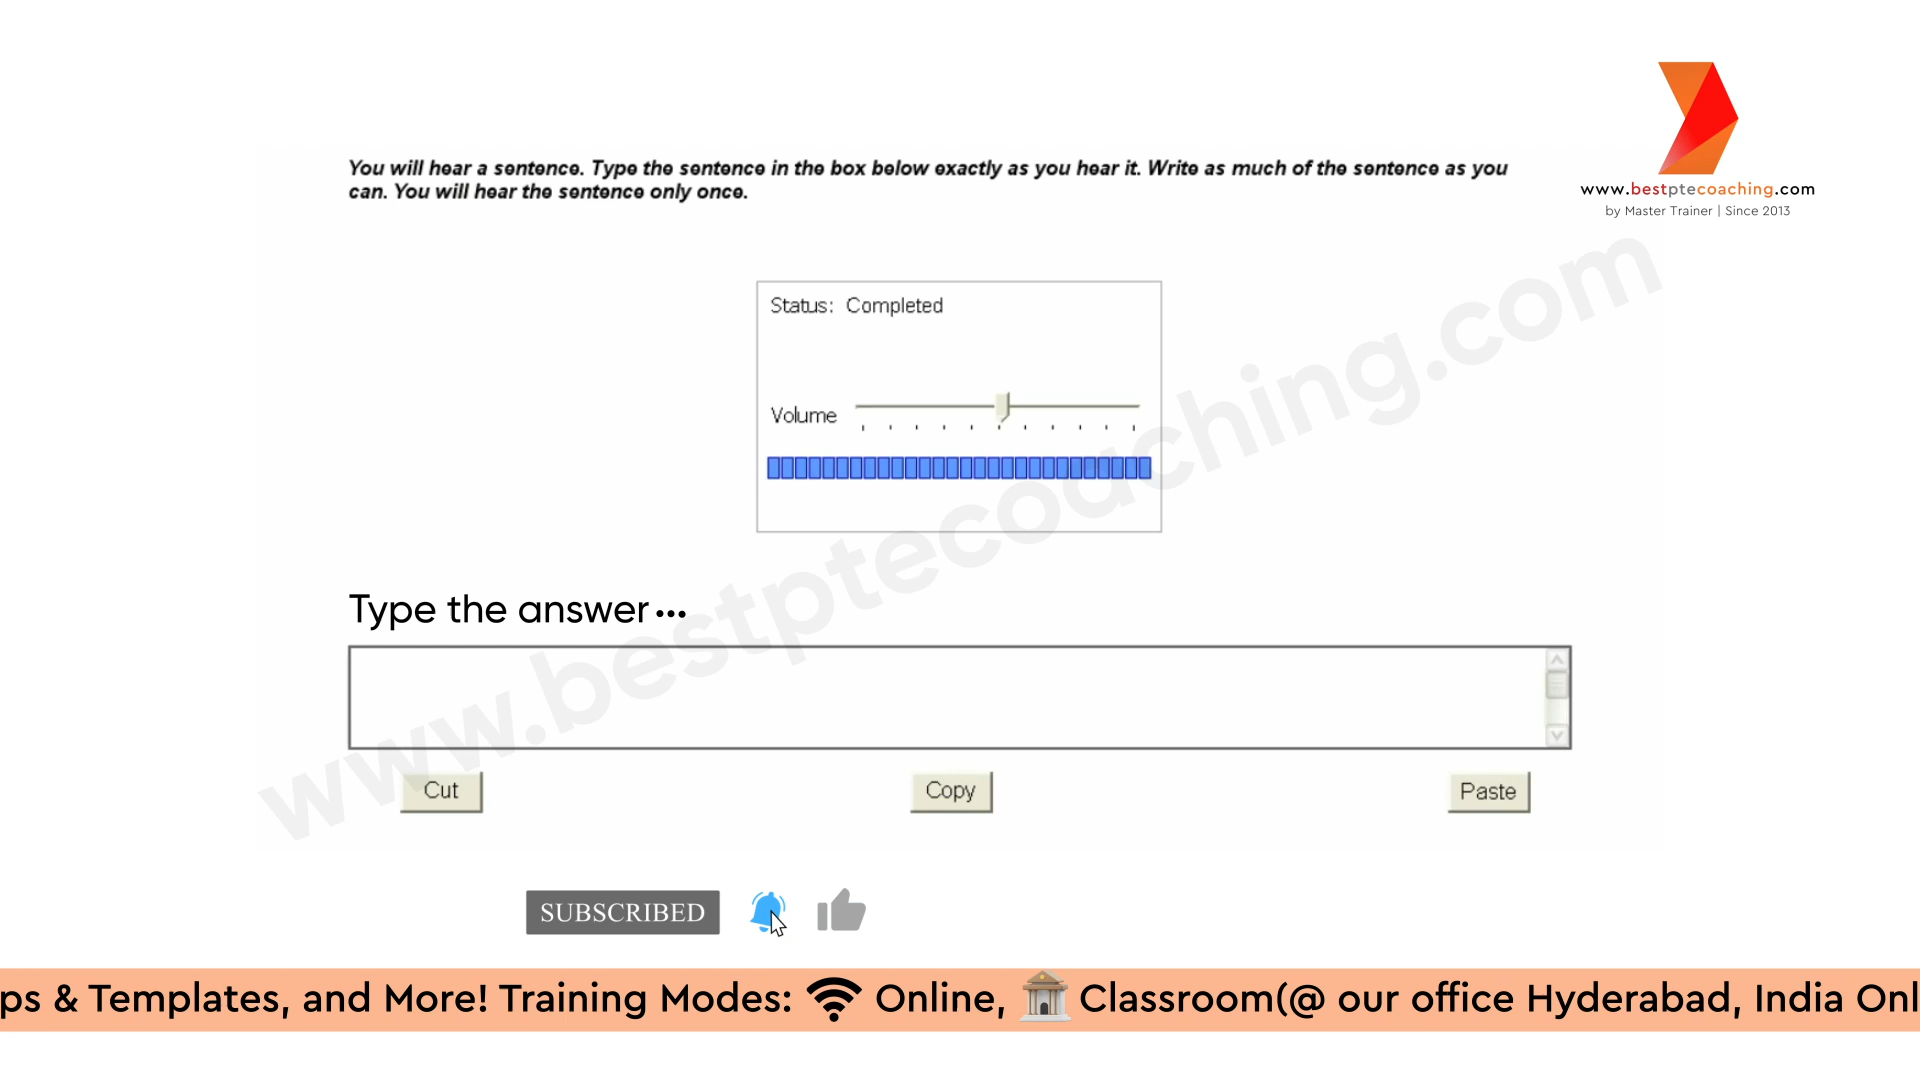 You will hear a sentence. Type the sentence in the box below exactly as you hear it. Write as much of the sentence as you
can. You will hear the sentence only once.
www.bestptecoaching.com
by Master Trainer | Since 2013
Status: Completed
Volume
www.bestptecoaching.com
Type the answer...
Cut
Copy
Paste
SUBSCRIBED
ps & Templates, and More! Training Modes: Online, Classroom(@ our office Hyderabad, India Onl